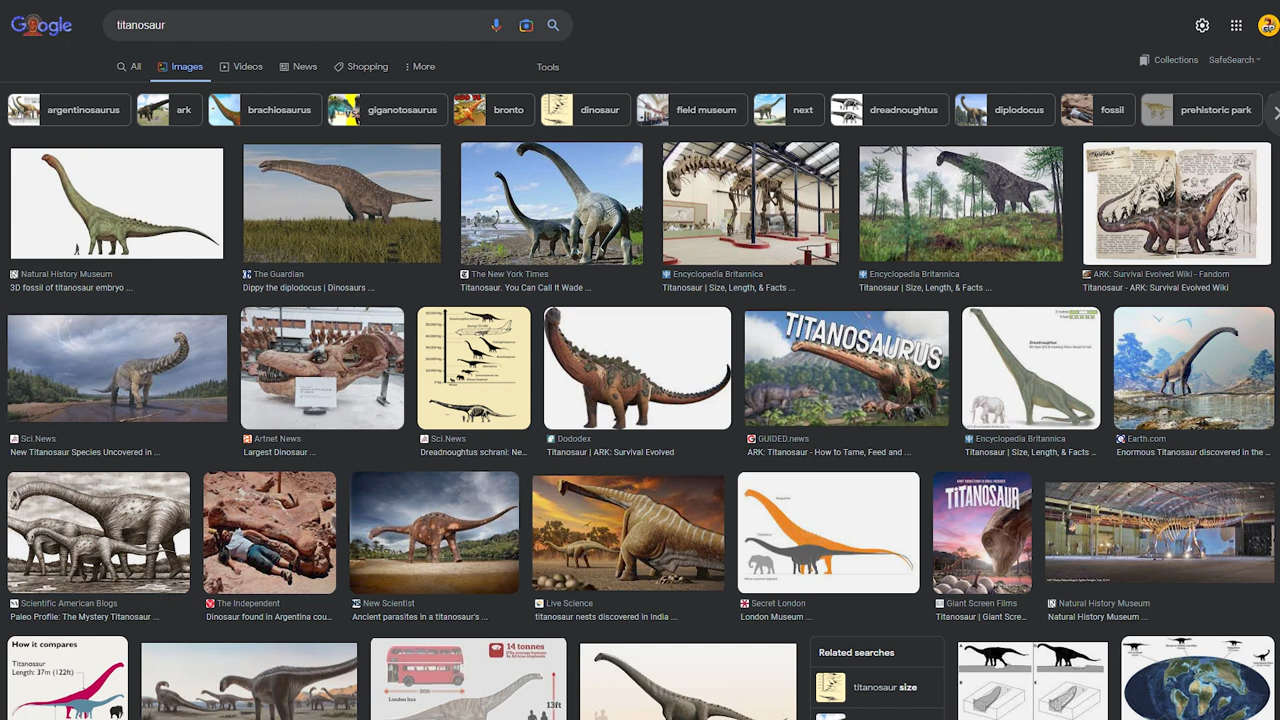 Google
titanosaur
All
Images
Videos
News
Shopping
More
Tools
Collections
SafeSearch
argentinosaurus
ark
brachiosaurus
giganotosaurus
bronto
dinosaur
field museum
next
dreadnoughtus
diplodocus
fossil
prehistoric park
Natural History Museum
3D fossil of titanosaur embryo ...
The Guardian
Dippy the diplodocus | Dinosaurs ...
The New York Times
Titanosaur. You Can Call It Wade ...
Encyclopedia Britannica
Titanosaur | Size, Length, & Facts ...
Encyclopedia Britannica
Titanosaur | Size, Length, & Facts ...
ARK: Survival Evolved Wiki - Fandom
Titanosaur - ARK: Survival Evolved Wiki
TITANOSAURUS
Sci.News
New Titanosaur Species Uncovered in ...
Artnet News
Largest Dinosaur ...
Sci.News
Dreadnoughtus schrani: Ne...
Dododex
Titanosaur | ARK: Survival Evolved
GUIDED.news
ARK: Titanosaur - How to Tame, Feed and ...
Dreadnoughtus
Encyclopedia Britannica
Titanosaur | Size, Length, & Facts ...
Earth.com
Enormous Titanosaur discovered in the ...
TITANOSAUR
Scientific American Blogs
Paleo Profile: The Mystery Titanosaur ...
The Independent
Dinosaur found for Argentina cou...
New Scientist
Ancient parasites in a titanosaur's ...
Live Science
titanosaur nests discovered in India ...
Secret London
London Museum ...
Giant Screen Films
Titanosaur | Giant Scre...
Natural History Museum
Natural History Museum ...
How it compares
Titanosaur
Length: 37m (122ft)
14 tonnes
30ft
London bus
13ft
Related searches
titanosaur size